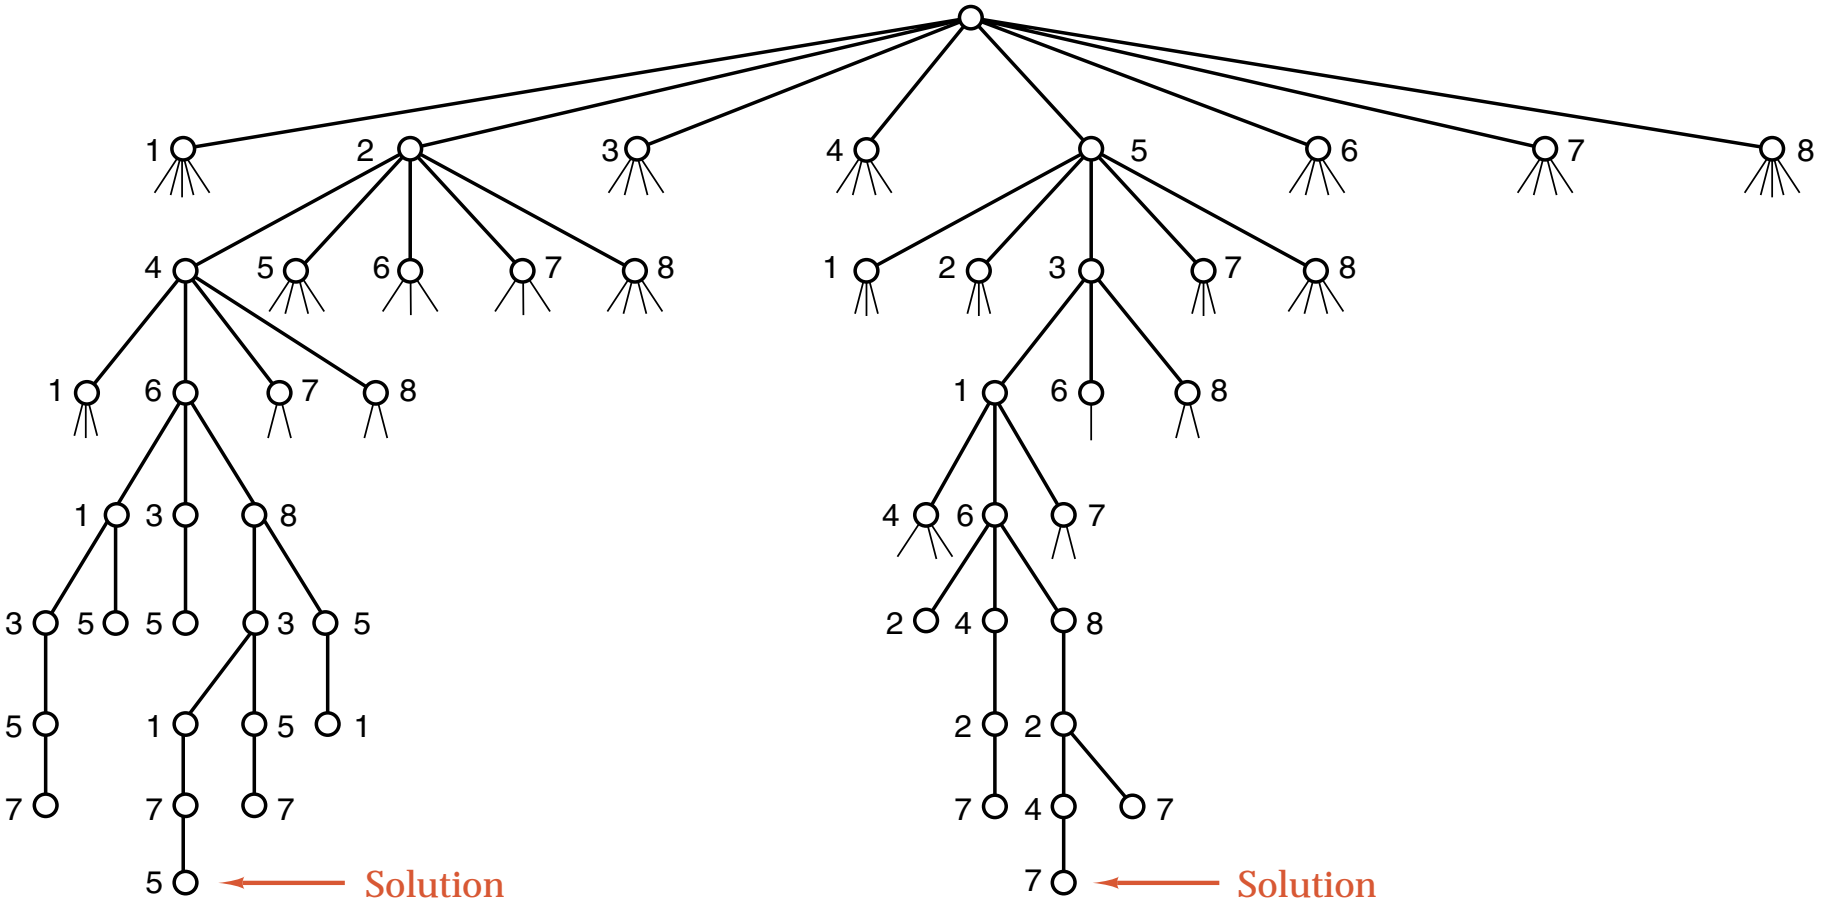 1 2 3 4 5 6 7 8
4 5 6 7 8 1 2 3 7 8
1 6 7 8 1 6 8
1 3 8 4 6 7
3 5 5 3 5 2 4 8
5 1 5 1 2 2
7 7 7 7 4 7
5 Solution 7 Solution